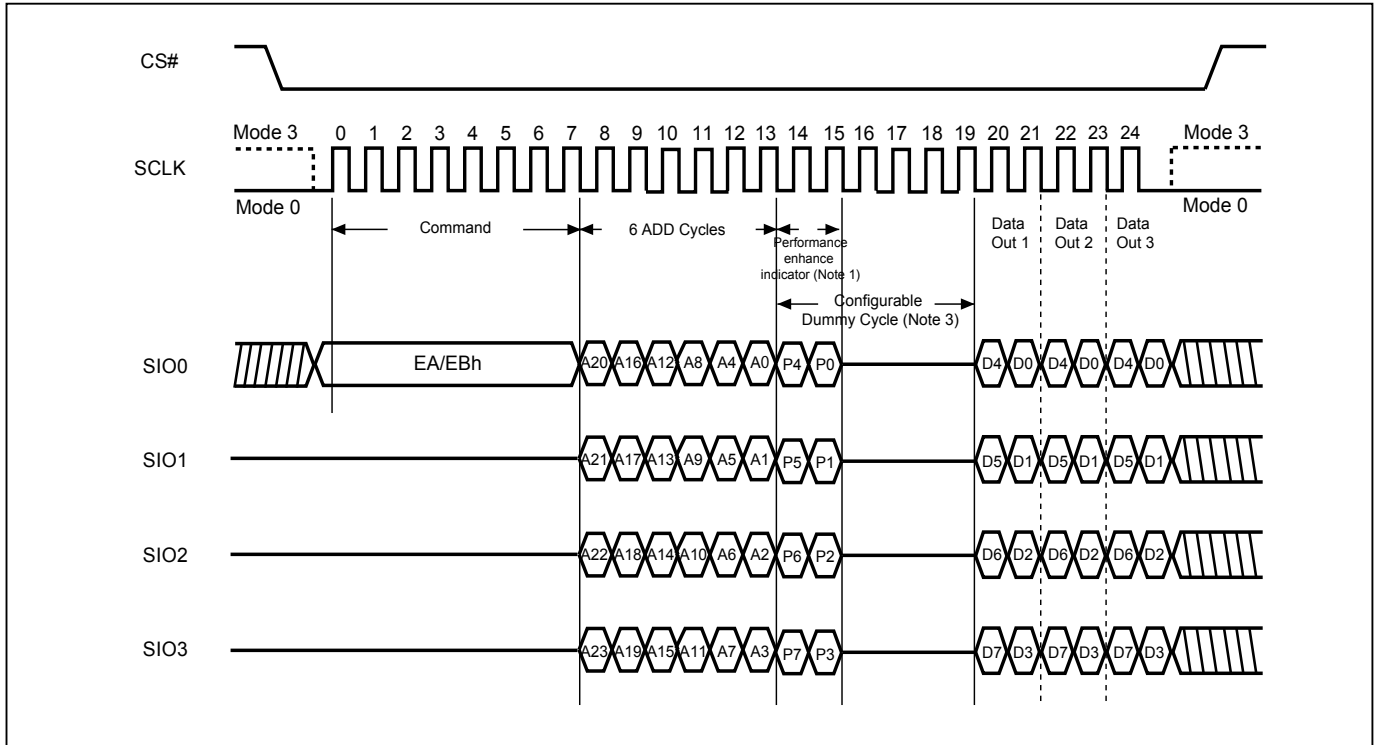 CS#
Mode 3 0 1 2 3 4 5 6 7 8 9 10 11 12 13 14 15 16 17 18 19 20 21 22 23 24 Mode 3
SCLK
Mode 0 Mode 0
Command 6 ADD Cycles Performance enhance indicator (Note 1) Data Out 1 Data Out 2 Data Out 3
Configurable
Dummy Cycle (Note 3)
SIO0 EA/EBh A20 A16 A12 A8 A4 A0 P4 P0 D4 D0 D4 D0 D4 D0
SIO1 A21 A17 A13 A9 A5 A1 P5 P1 D5 D1 D5 D1 D5 D1
SIO2 A22 A18 A14 A10 A6 A2 P6 P2 D6 D2 D6 D2 D6 D2
SIO3 A23 A19 A15 A11 A7 A3 P7 P3 D7 D3 D7 D3 D7 D3